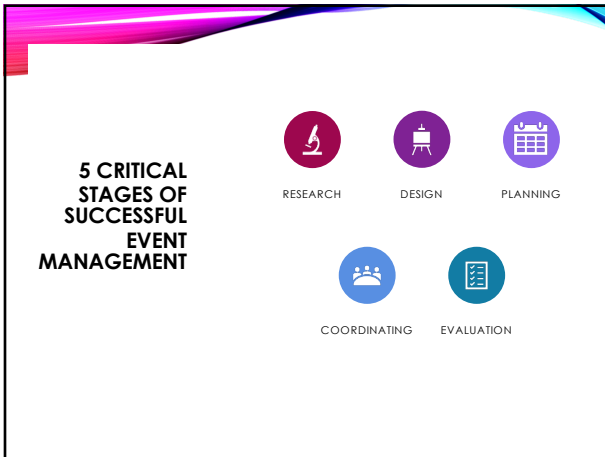 5 CRITICAL
STAGES OF
SUCCESSFUL
EVENT
MANAGEMENT
RESEARCH
DESIGN
PLANNING
COORDINATING
EVALUATION